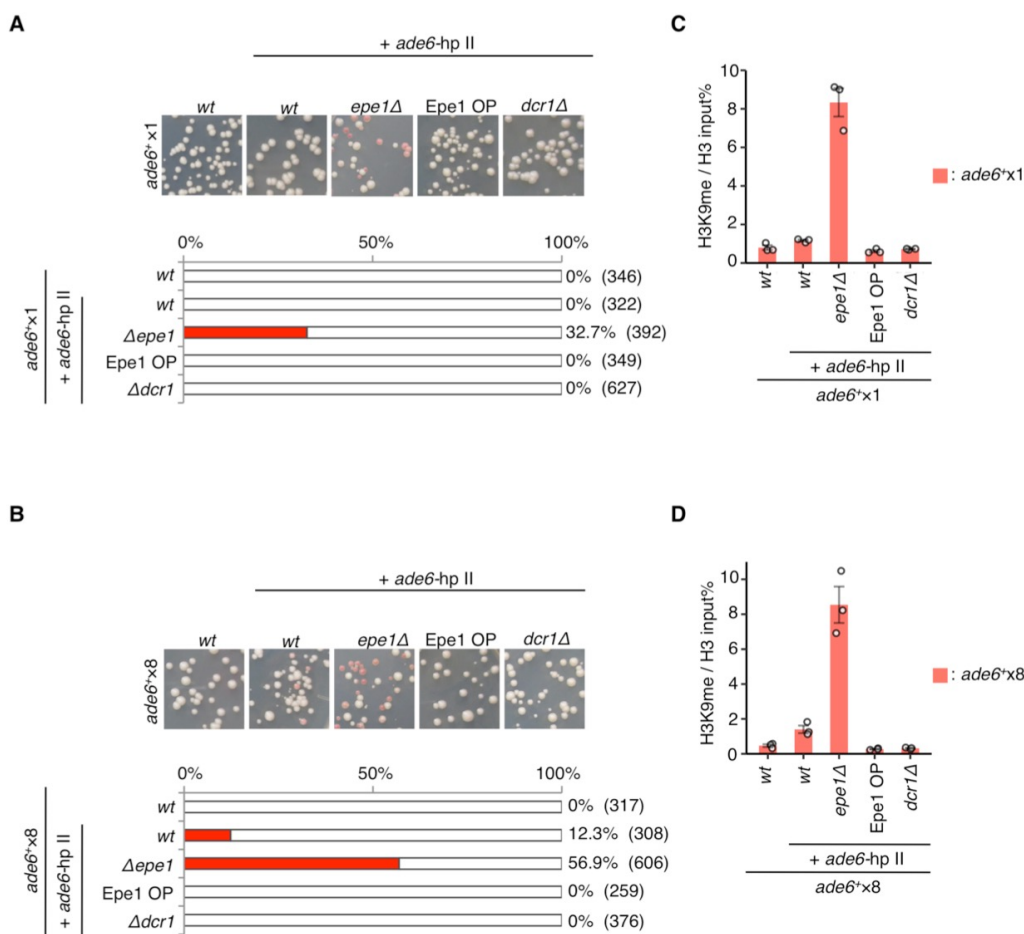 A
+ ade6-hp II
wt wt epe1Δ Epe1 OP dcr1Δ
ade6+×1
0% 50% 100%
wt 0% (346)
wt 0% (322)
Δepe1 32.7% (392)
Epe1 OP 0% (349)
Δdcr1 0% (627)
ade6+×1
+ ade6-hp II
C
H3K9me / H3 input%
10
8
6
4
2
0
: ade6+x1
wt wt epe1Δ Epe1 OP dcr1Δ
+ ade6-hp II
ade6+×1
B
+ ade6-hp II
wt wt epe1Δ Epe1 OP dcr1Δ
ade6+×8
0% 50% 100%
wt 0% (317)
wt 12.3% (308)
Δepe1 56.9% (606)
Epe1 OP 0% (259)
Δdcr1 0% (376)
ade6+×8
+ ade6-hp II
D
H3K9me / H3 input%
10
8
6
4
2
0
: ade6+x8
wt wt epe1Δ Epe1 OP dcr1Δ
+ ade6-hp II
ade6+×8